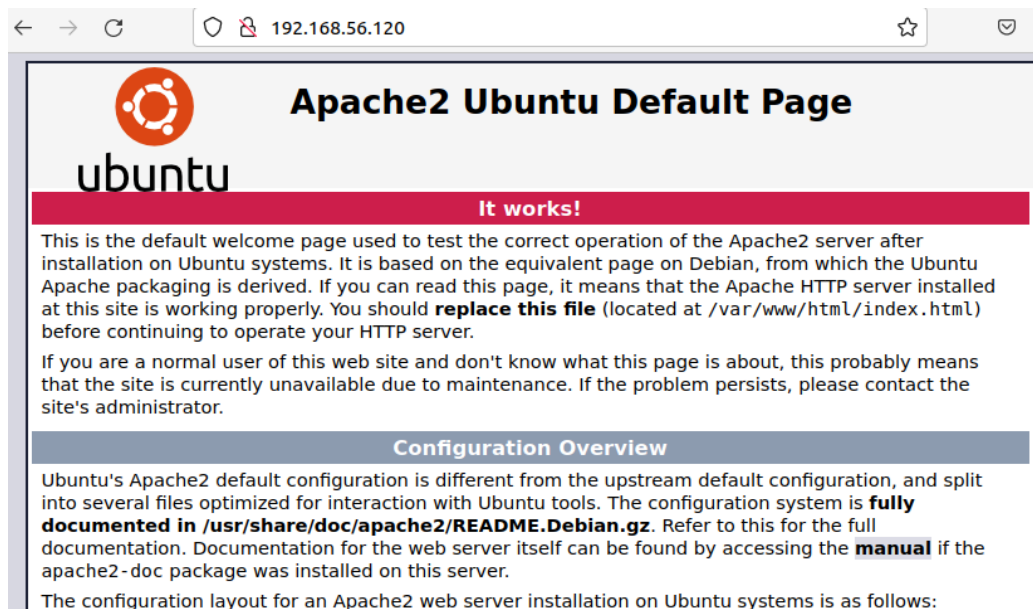 192.168.56.120
Apache2 Ubuntu Default Page
ubuntu
It works!
This is the default welcome page used to test the correct operation of the Apache2 server after
installation on Ubuntu systems. It is based on the equivalent page on Debian, from which the Ubuntu
Apache packaging is derived. If you can read this page, it means that the Apache HTTP server installed
at this site is working properly. You should replace this file (located at /var/www/html/index.html)
before continuing to operate your HTTP server.
If you are a normal user of this web site and don't know what this page is about, this probably means
that the site is currently unavailable due to maintenance. If the problem persists, please contact the
site's administrator.
Configuration Overview
Ubuntu's Apache2 default configuration is different from the upstream default configuration, and split
into several files optimized for interaction with Ubuntu tools. The configuration system is fully
documented in /usr/share/doc/apache2/README.Debian.gz. Refer to this for the full
documentation. Documentation for the web server itself can be found by accessing the manual if the
apache2-doc package was installed on this server.
The configuration layout for an Apache2 web server installation on Ubuntu systems is as follows: